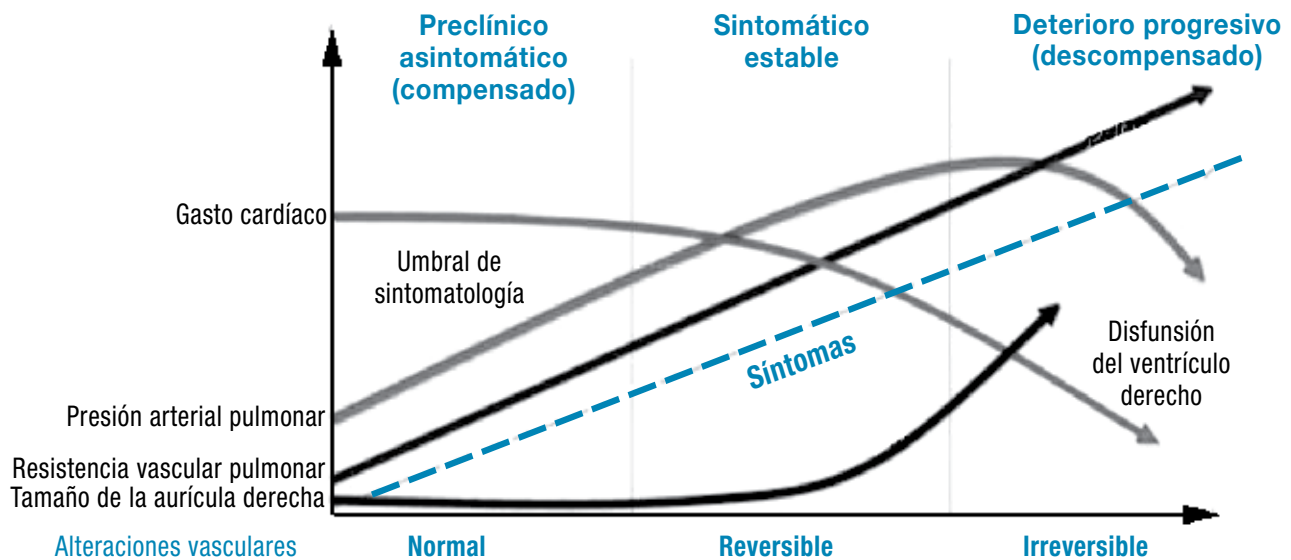 Preclínico
asintomático
(compensado)
Sintomático
estable
Deterioro progresivo
(descompensado)
Gasto cardíaco
Umbral de
sintomatología
Síntomas
Disfunsión
del ventrículo
derecho
Presión arterial pulmonar
Resistencia vascular pulmonar
Tamaño de la aurícula derecha
Alteraciones vasculares
Normal
Reversible
Irreversible